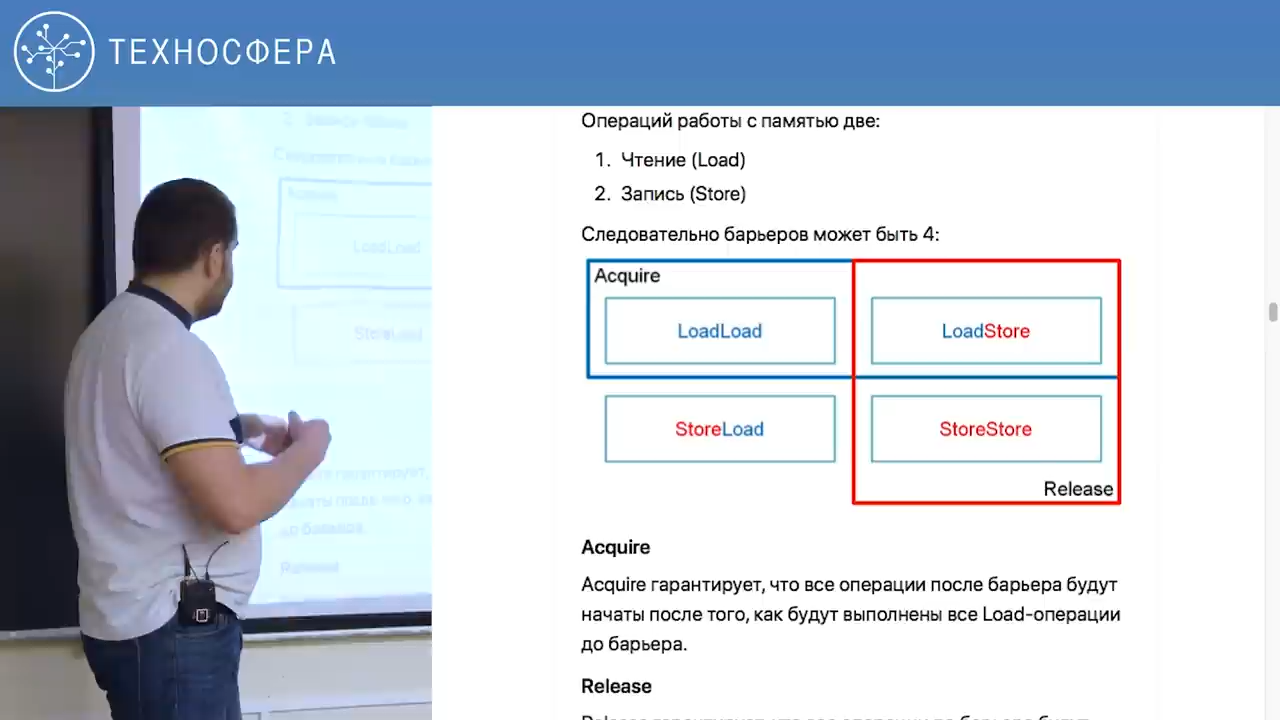 ТЕХНОСФЕРА
Операций работы с памятью две:
1. Чтение (Load)
2. Запись (Store)
Следовательно барьеров может быть 4:
Acquire
LoadLoad
LoadStore
StoreLoad
StoreStore
Release
Acquire
Acquire гарантирует, что все операции после барьера будут
начаты после того, как будут выполнены все Load-операции
до барьера.
Release